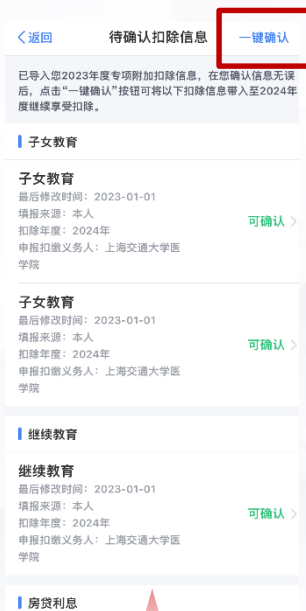 返回 待确认扣除信息 一键确认
已导入您2023年度专项附加扣除信息，在您确认信息无误
后，点击“一键确认”按钮可将以下扣除信息带入至2024年
度继续享受扣除。
子女教育
子女教育
最后修改时间：2023-01-01
填报来源：本人
扣除年度：2024年
申报扣缴义务人：上海交通大学医
学院
可确认
子女教育
最后修改时间：2023-01-01
填报来源：本人
扣除年度：2024年
申报扣缴义务人：上海交通大学医
学院
可确认
继续教育
继续教育
最后修改时间：2023-01-01
填报来源：本人
扣除年度：2024年
申报扣缴义务人：上海交通大学医
学院
可确认
房贷利息